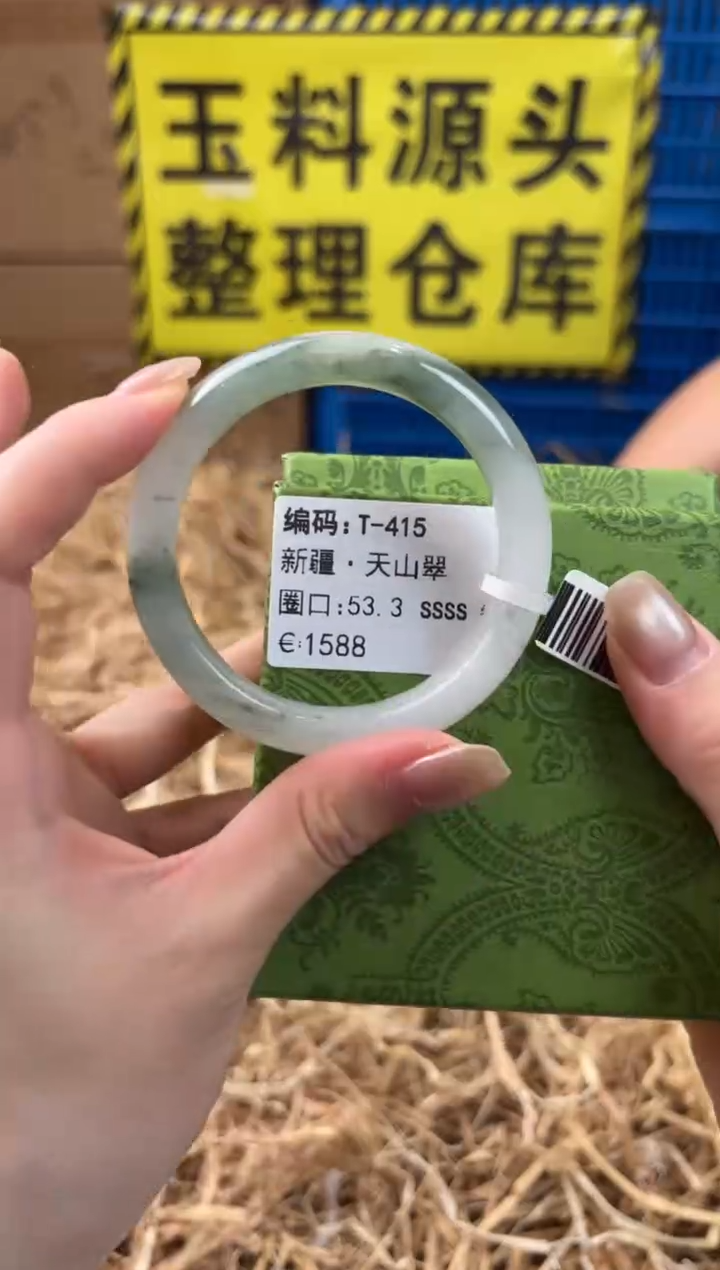 玉料源头
整理仓库
编码:T-415
新疆·天山翠
圈口:53.3 SSSS
€:1588